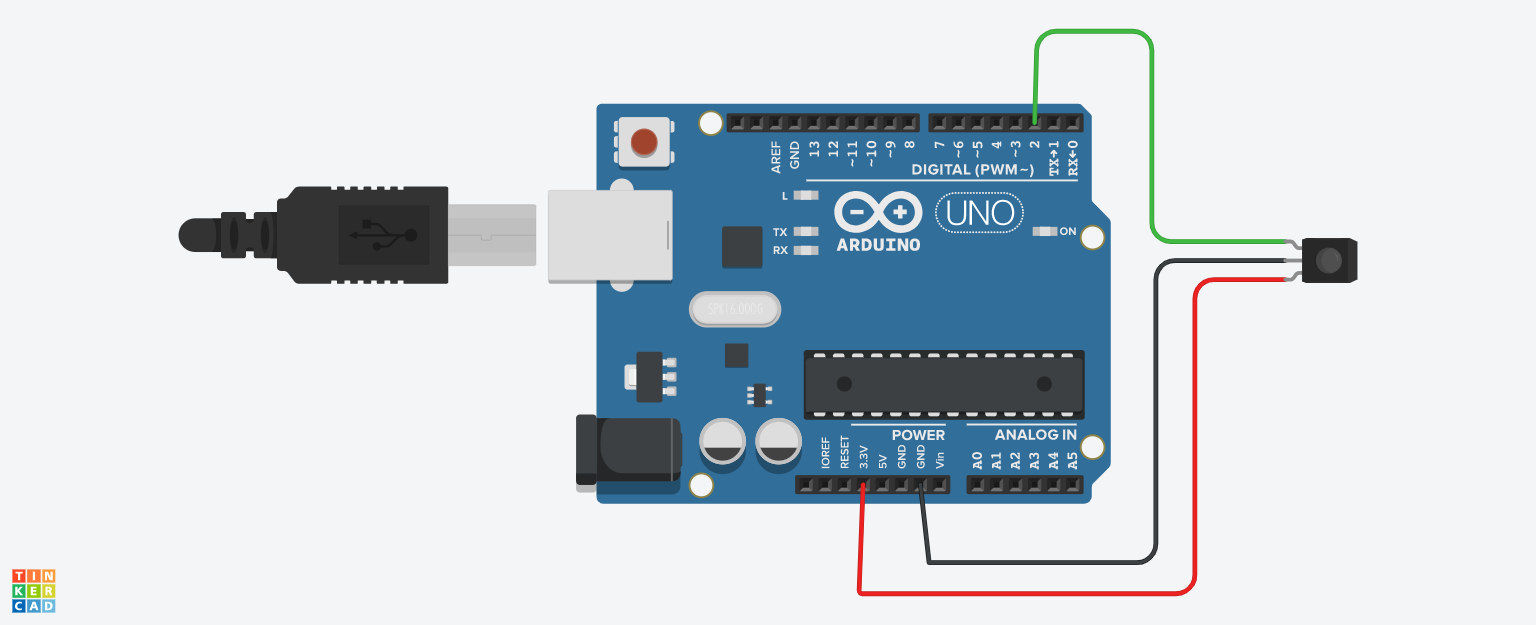 AREF
GND
13
12
~11
~10
~9
8
7
~6
~5
4
~3
2
TX→1
RX←0
DIGITAL (PWM~)
L
TX
RX
ARDUINO
UNO
ON
SPK16.000G
POWER
ANALOG IN
IOREF
RESET
3.3V
5V
GND
GND
Vin
A0
A1
A2
A3
A4
A5
TIN
KER
CAD